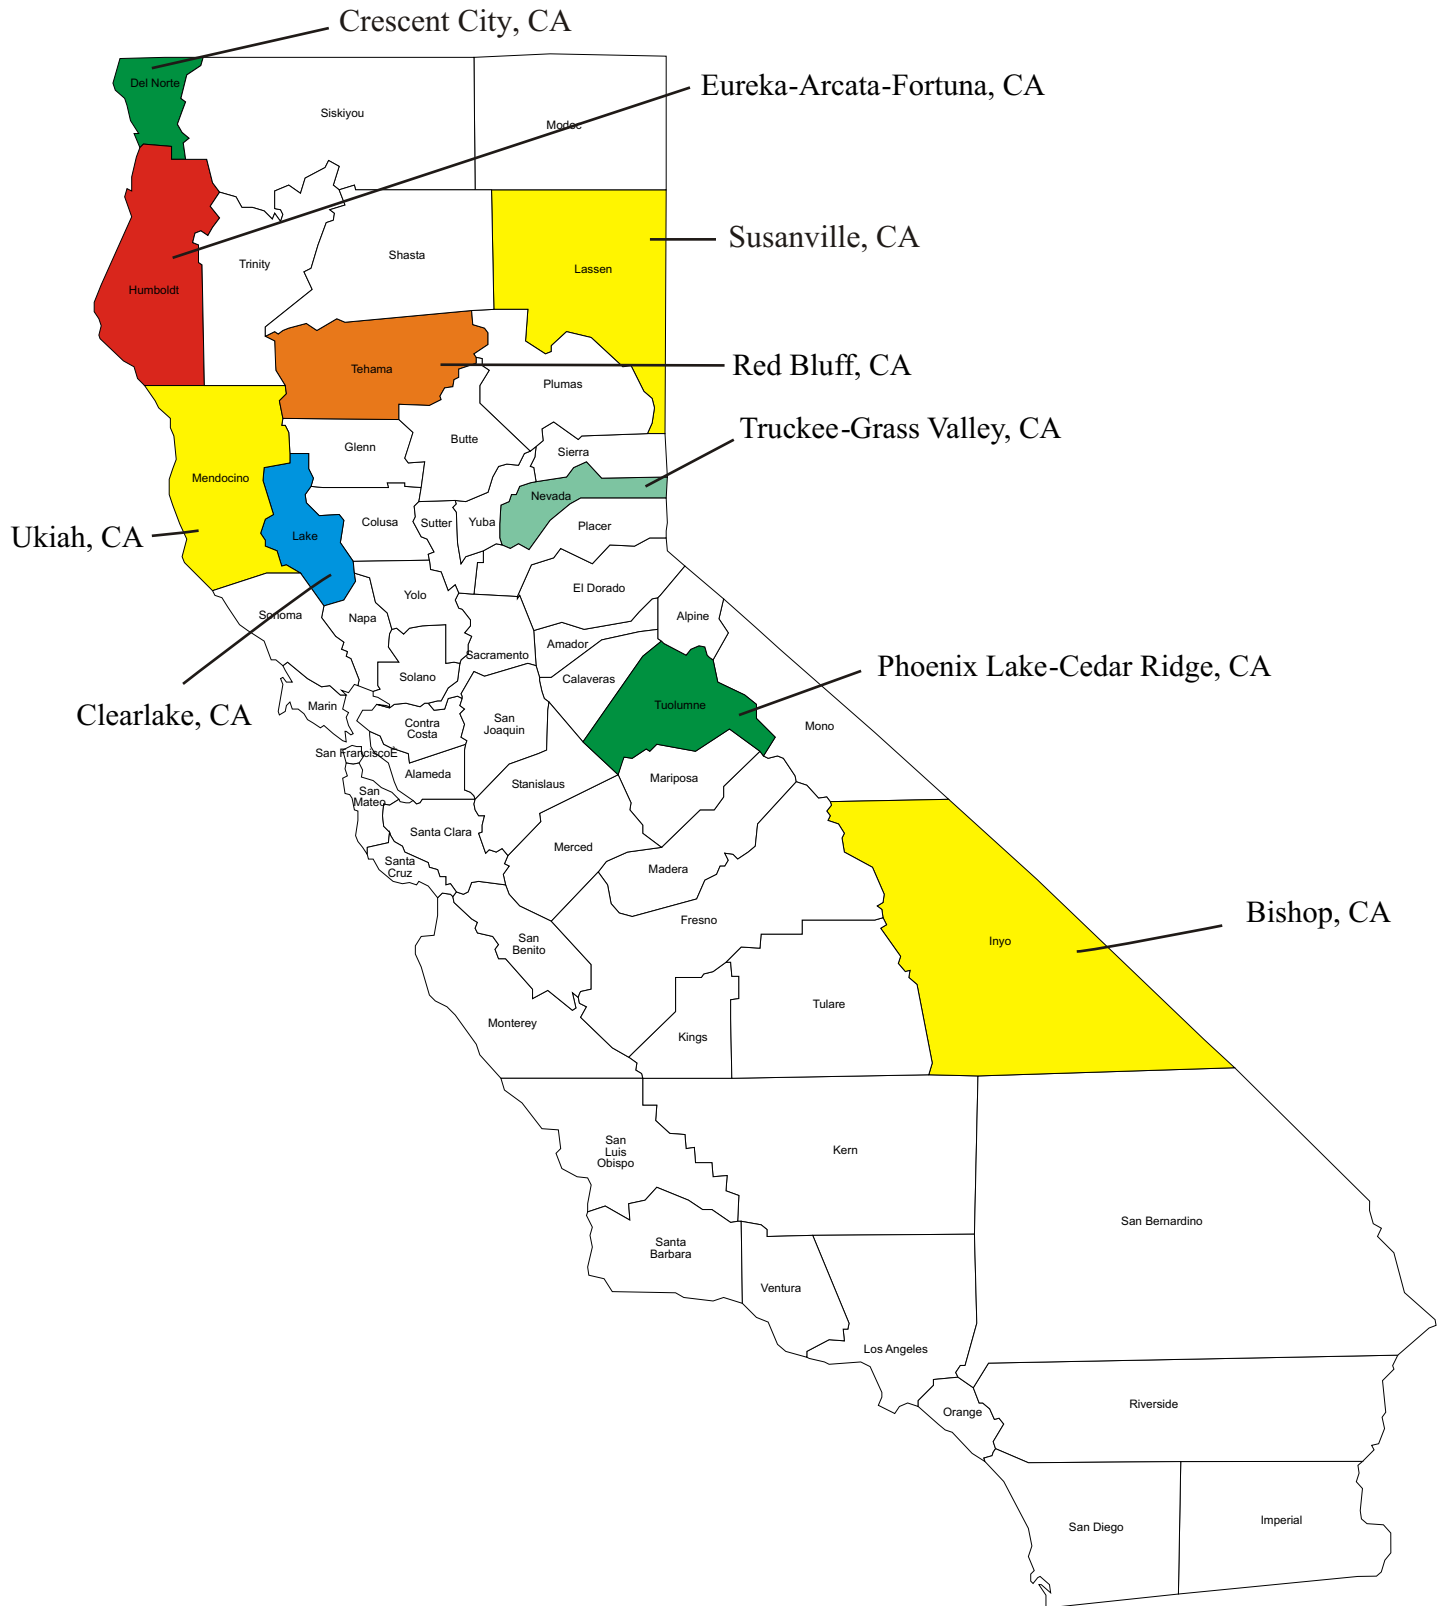 Crescent City, CA
Del Norte
Eureka-Arcata-Fortuna, CA
Siskiyou
Modoc
Susanville, CA
Shasta
Trinity
Lassen
Humboldt
Red Bluff, CA
Tehama
Plumas
Truckee-Grass Valley, CA
Butte
Glenn
Sierra
Mendocino
Nevada
Ukiah, CA
Colusa
Sutter
Yuba
Placer
Lake
El Dorado
Yolo
Sonoma
Napa
Alpine
Amador
Sacramento
Phoenix Lake-Cedar Ridge, CA
Solano
Calaveras
Clearlake, CA
Marin
Tuolumne
Contra
Costa
San
Joaquin
Mono
San FranciscoÈ
Alameda
Mariposa
Stanislaus
San
Mateo
Santa Clara
Merced
Santa
Cruz
Madera
Bishop, CA
Fresno
San
Benito
Inyo
Tulare
Monterey
Kings
San
Luis
Obispo
Kern
San Bernardino
Santa
Barbara
Ventura
Los Angeles
Orange
Riverside
San Diego
Imperial